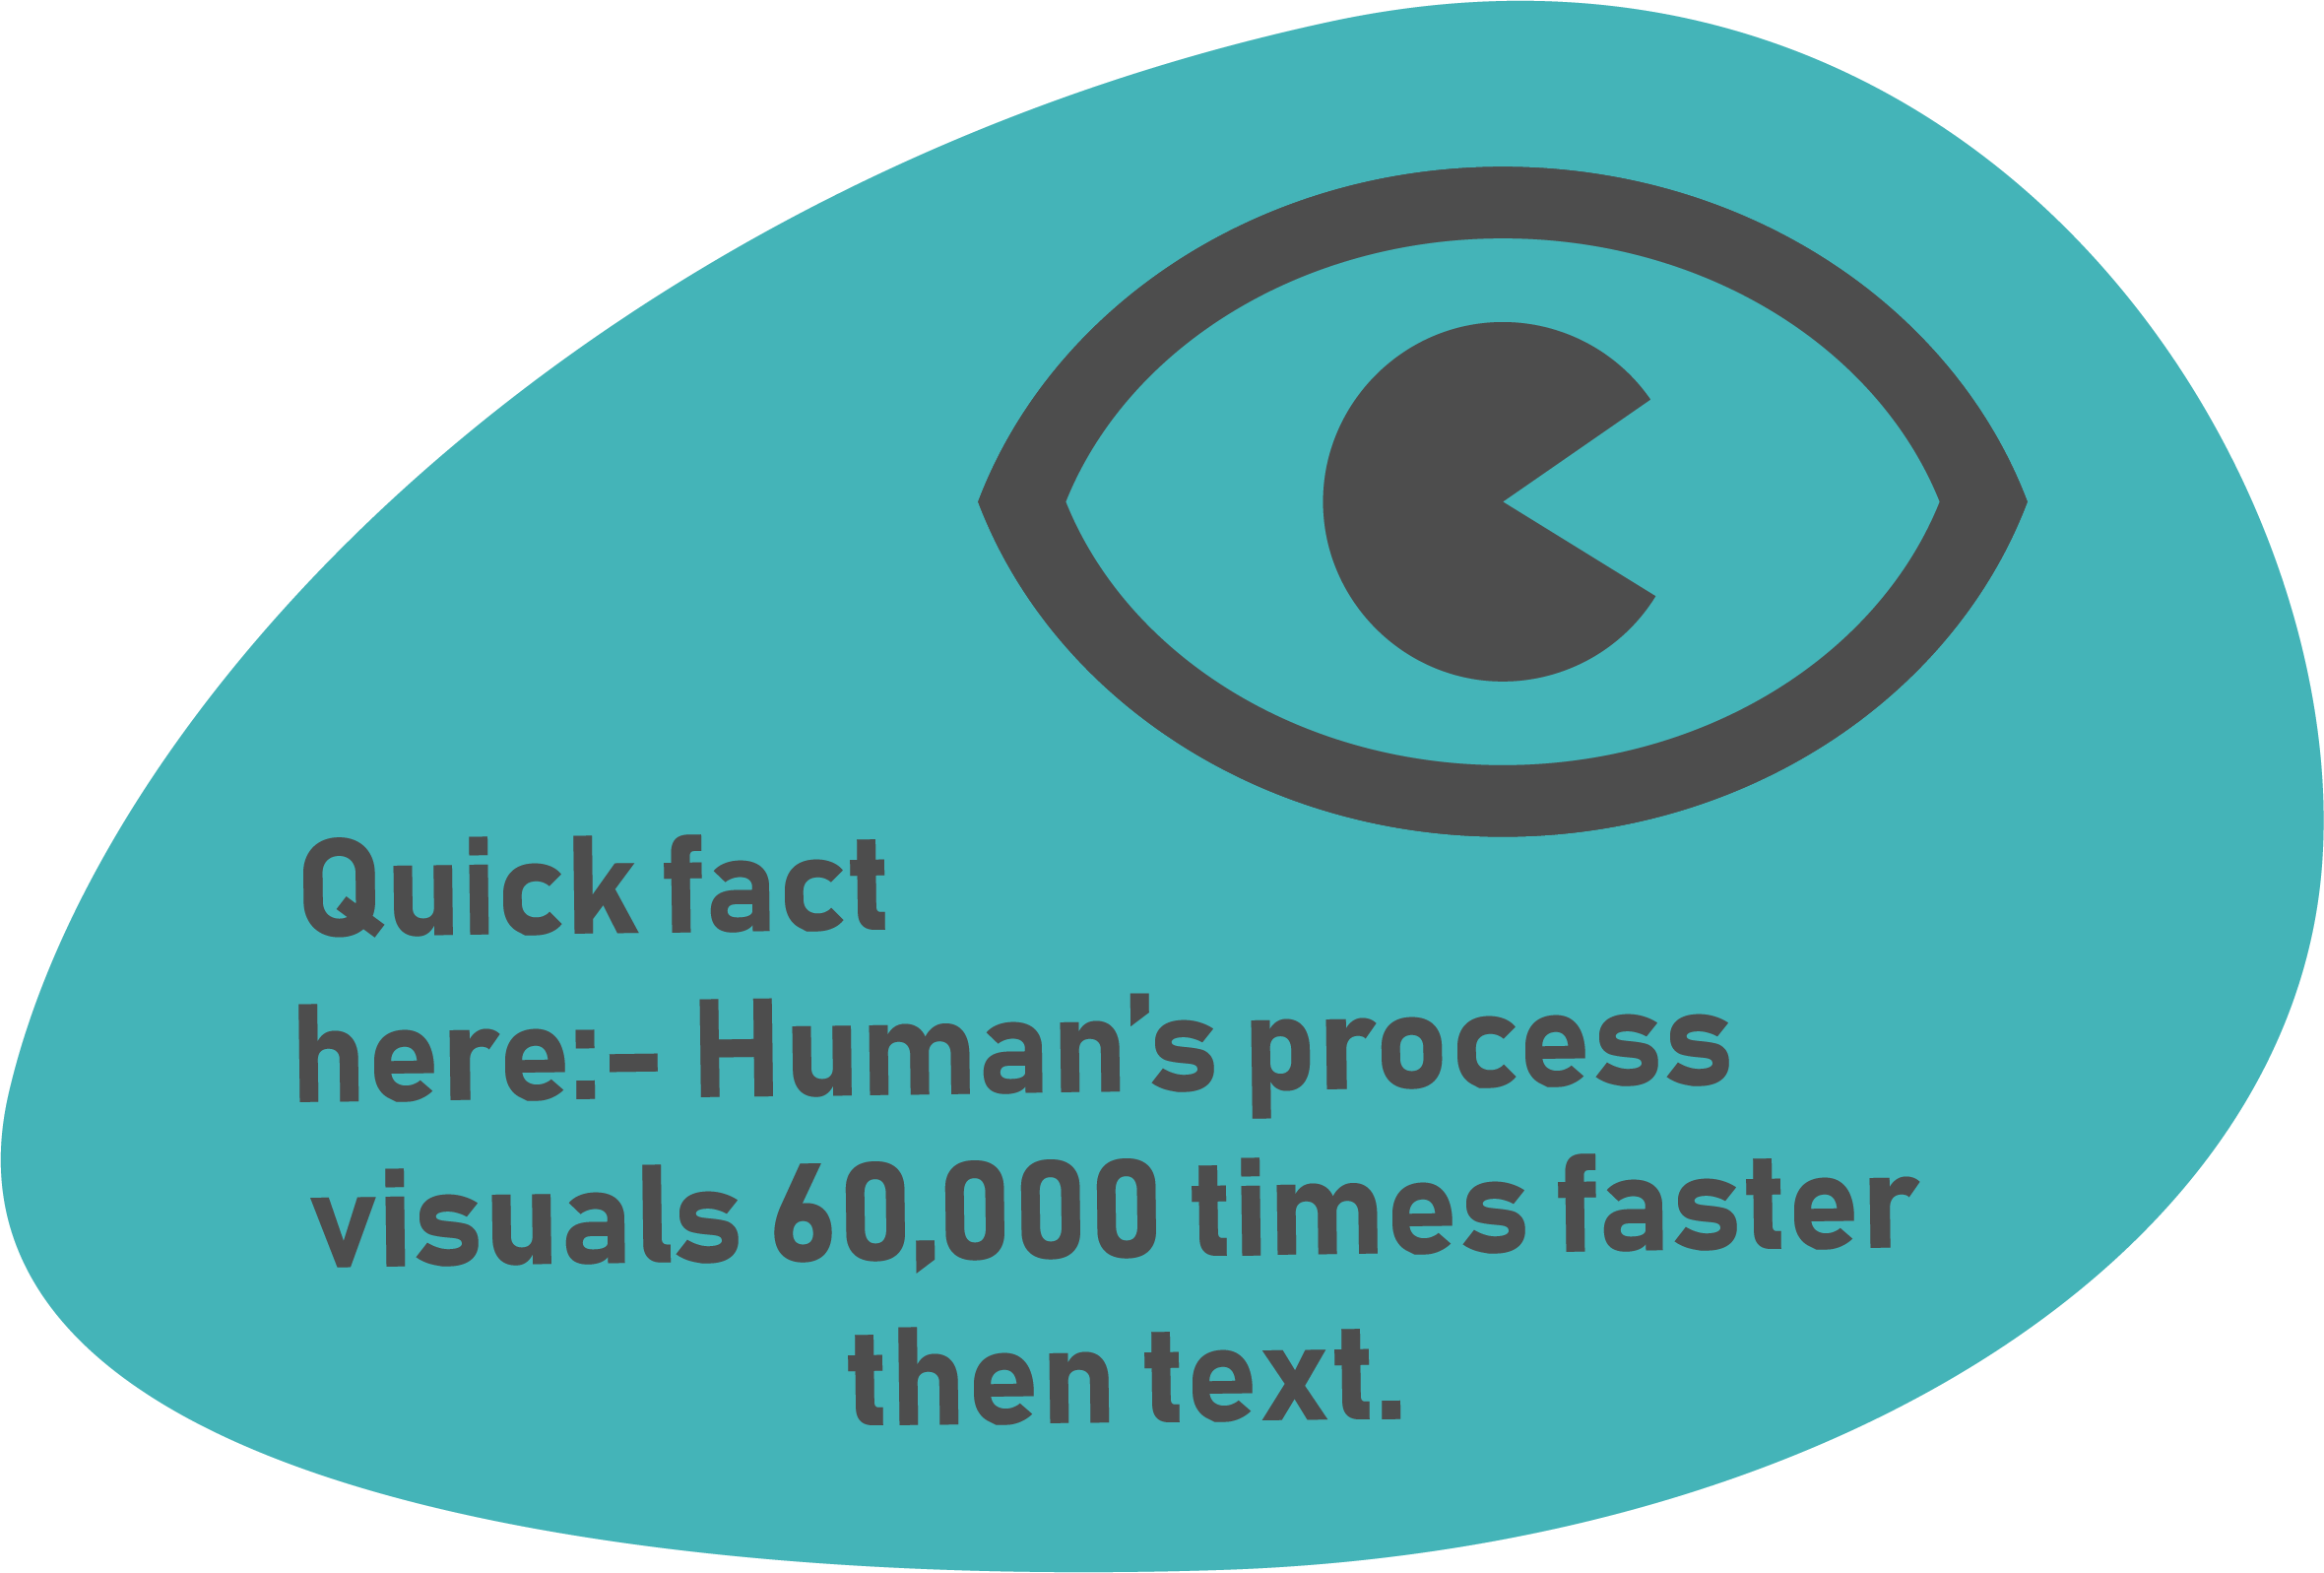 Quick fact
here:- Human's process
visuals 60,000 times faster
then text.